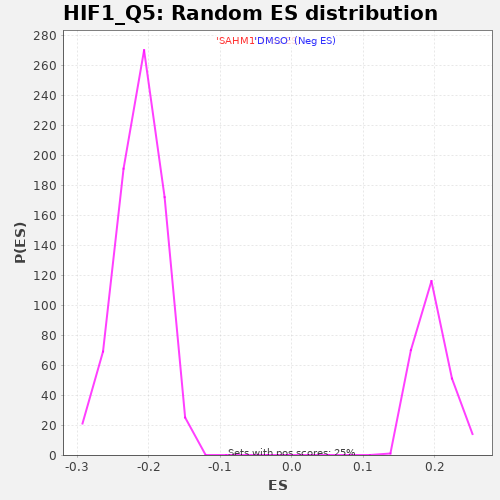 HIF1_Q5: Random ES distribution
'SAHM1'DMSO' (Neg ES)
280
260
240
220
200
180
160
140
120
100
80
60
40
20
0
P(ES)
Sets with pos scores: 25%
-0.3 -0.2 -0.1 0.0 0.1 0.2
ES